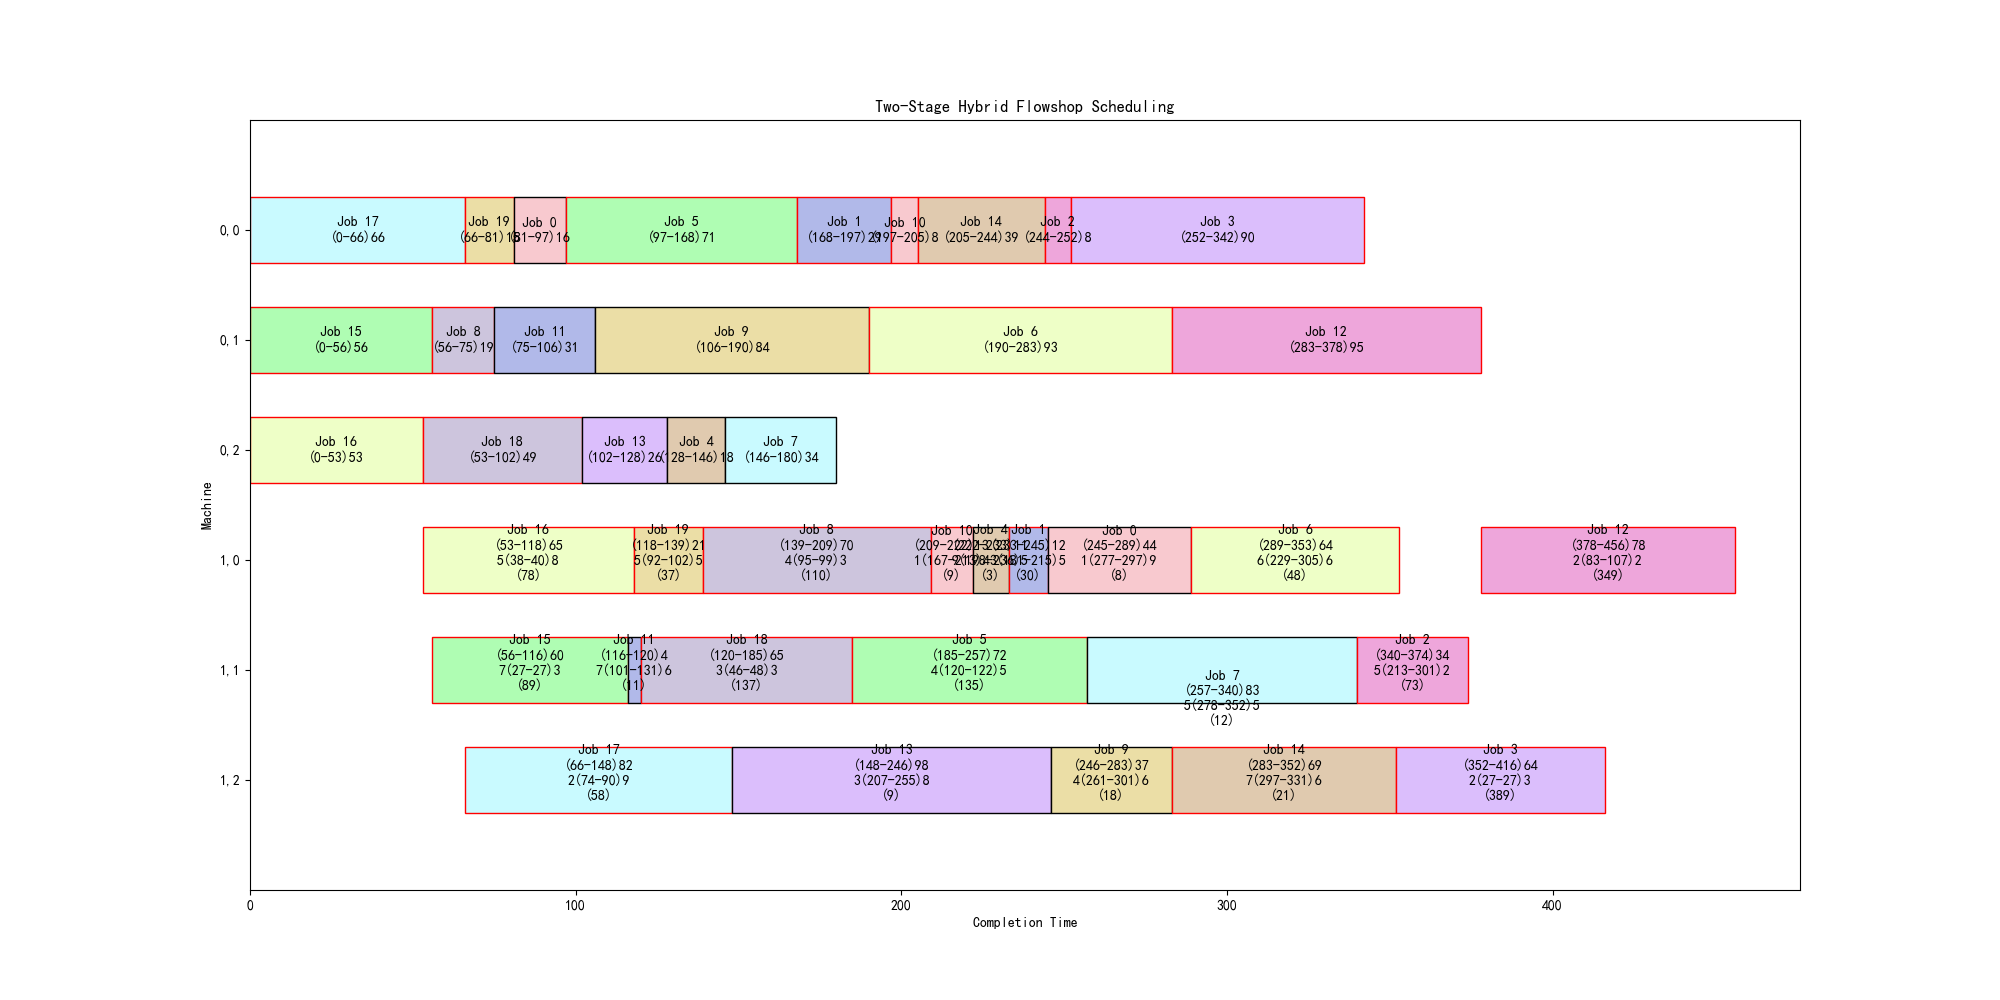 Two-Stage Hybrid Flowshop Scheduling
0,0
Job 17
(0-66)66
Job 19
(66-81)15
Job 0
(81-97)16
Job 5
(97-168)71
Job 1
(168-197)29
Job 10
(197-205)8
Job 14
(205-244)39
Job 2
(244-252)8
Job 3
(252-342)90
0,1
Job 15
(0-56)56
Job 8
(56-75)19
Job 11
(75-106)31
Job 9
(106-190)84
Job 6
(190-283)93
Job 12
(283-378)95
0,2
Job 16
(0-53)53
Job 18
(53-102)49
Job 13
(102-128)26
Job 4
(128-146)18
Job 7
(146-180)34
Machine
1,0
Job 16
(53-118)65
5(38-40)8
(78)
Job 19
(118-139)21
5(92-102)5
(37)
Job 8
(139-209)70
4(95-99)3
(110)
Job 10
(9)
Job 4
(3)
Job 1
(233-245)12
(30)
Job 0
(245-289)44
1(277-297)9
(8)
Job 6
(289-353)64
6(229-305)6
(48)
Job 12
(378-456)78
2(83-107)2
(349)
1,1
Job 15
(56-116)60
7(27-27)3
(89)
Job 11
(116-120)4
7(101-131)6
(11)
Job 18
(120-185)65
3(46-48)3
(137)
Job 5
(185-257)72
4(120-122)5
(135)
Job 7
(257-340)83
5(278-352)5
(12)
Job 2
(340-374)34
5(213-301)2
(73)
1,2
Job 17
(66-148)82
2(74-90)9
(58)
Job 13
(148-246)98
3(207-255)8
(9)
Job 9
(246-283)37
4(261-301)6
(18)
Job 14
(283-352)69
7(297-331)6
(21)
Job 3
(352-416)64
2(27-27)3
(389)
0
100
200
300
400
Completion Time